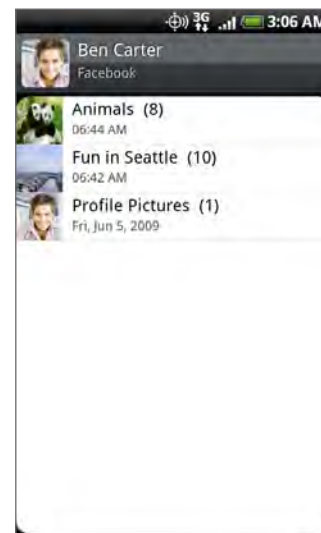 3G 3:06 AM
Ben Carter
Facebook
Animals (8)
06:44 AM
Fun in Seattle (10)
06:42 AM
Profile Pictures (1)
Fri, Jun 5, 2009